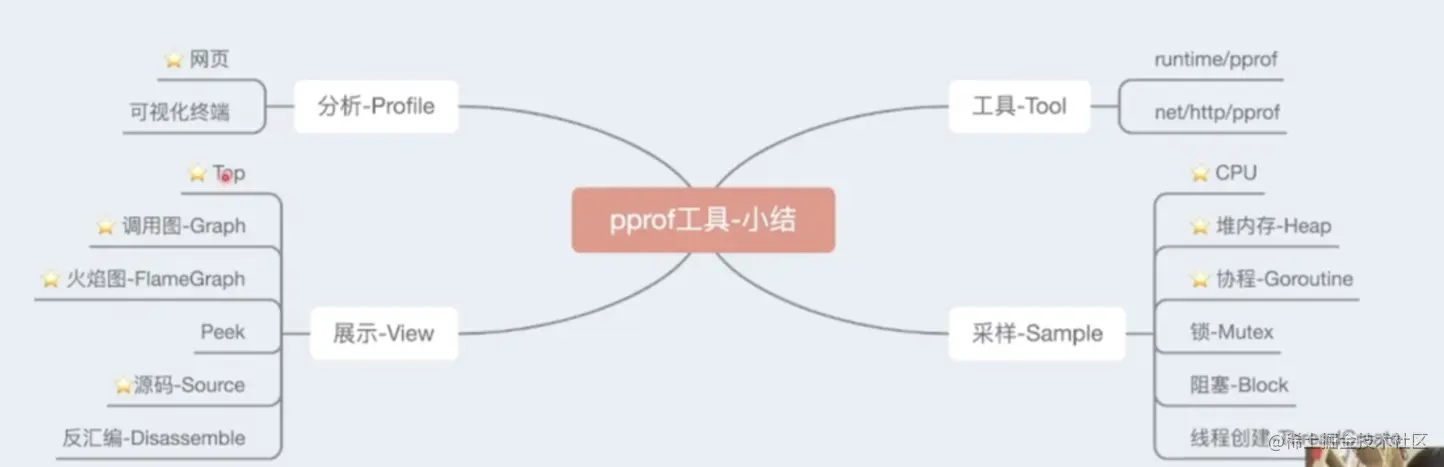 pprof工具-小结
分析-Profile
网页
可视化终端
展示-View
Top
调用图-Graph
火焰图-FlameGraph
Peek
源码-Source
反汇编-Disassemble
工具-Tool
runtime/pprof
net/http/pprof
采样-Sample
CPU
堆内存-Heap
协程-Goroutine
锁-Mutex
阻塞-Block
线程创建
@稀土掘金技术社区